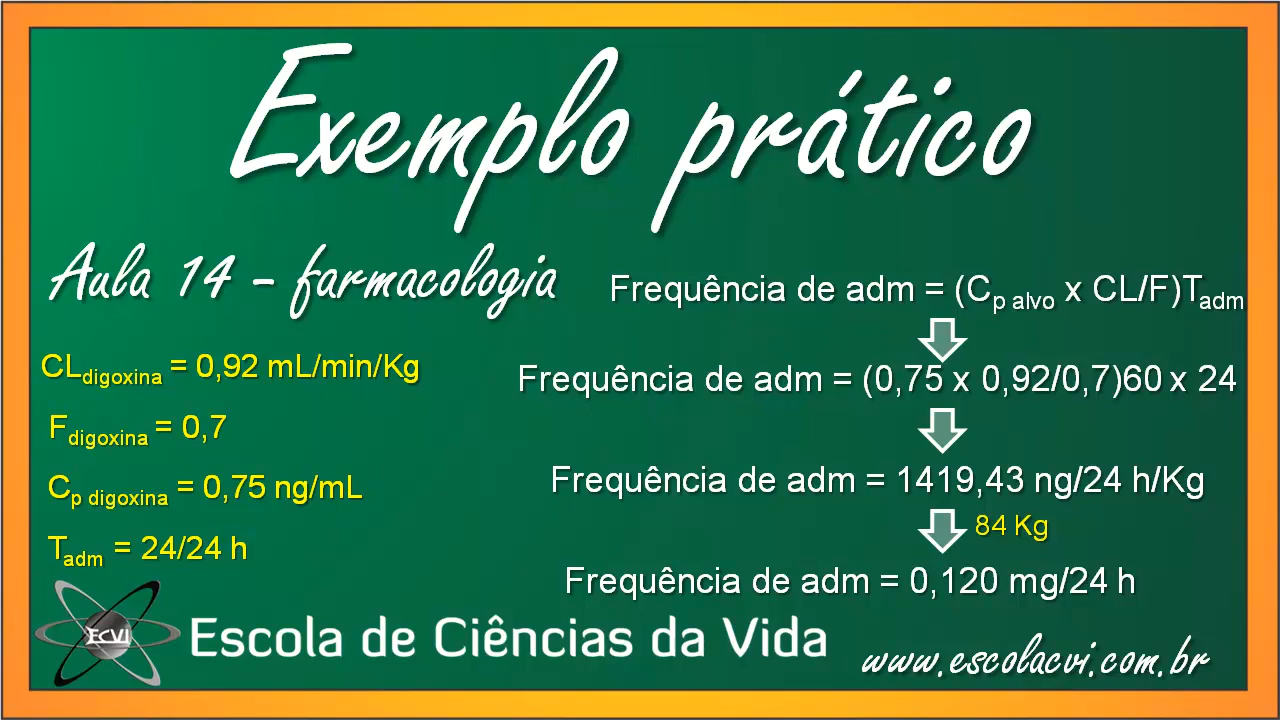 Exemplo prático
Aula 14 - farmacologia
Frequência de adm = (Cp alvo x CL/F)Tadm
CLdigoxina = 0,92 mL/min/Kg
Frequência de adm = (0,75 x 0,92/0,7)60 x 24
Fdigoxina = 0,7
Cp digoxina = 0,75 ng/mL
Frequência de adm = 1419,43 ng/24 h/Kg
84 Kg
Tadm = 24/24 h
Frequência de adm = 0,120 mg/24 h
ECVI
Escola de Ciências da Vida
www.escolacvi.com.br